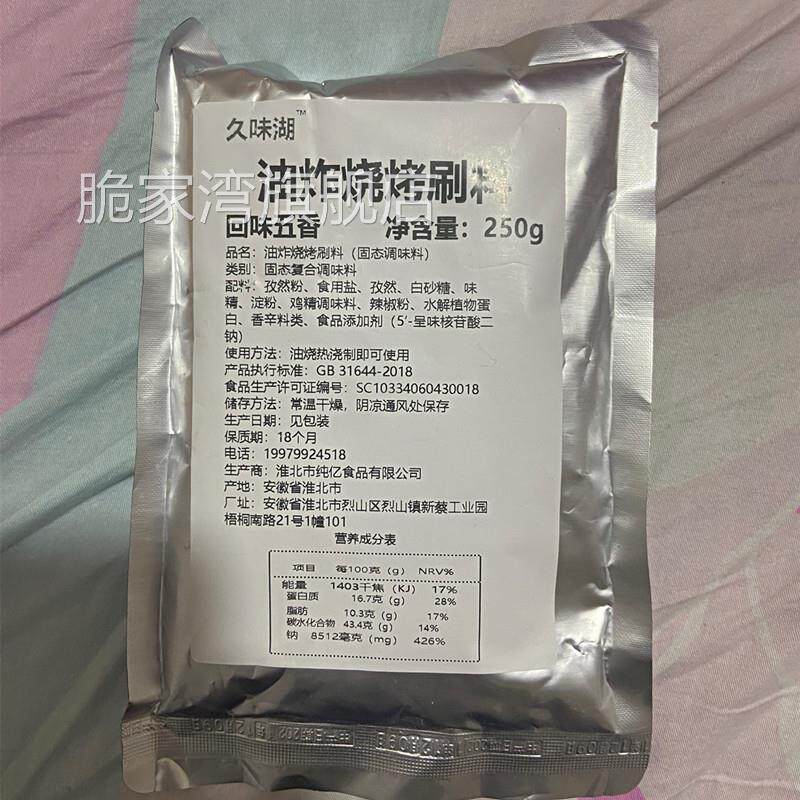 久味湖™
油炸烧烤刷料
脆家湾旗舰店
回味五香 净含量：250g
品名：油炸烧烤刷料（固态调味料）
类别：固态复合调味料
配料：孜然粉、食用盐、孜然、白砂糖、味
精、淀粉、鸡精调味料、辣椒粉、水解植物蛋
白、香辛料类、食品添加剂（5'-呈味核苷酸二
钠）
使用方法：油烧热浇制即可使用
产品执行标准：GB 31644-2018
食品生产许可证编号：SC10334060430018
储存方法：常温干燥，阴凉通风处保存
生产日期：见包装
保质期：18个月
电话：19979924518
生产商：淮北市纯亿食品有限公司
产地：安徽省淮北市
厂址：安徽省淮北市烈山区烈山镇新蔡工业园
梧桐南路21号1幢101
营养成分表
项目 每100克（g） NRV%
能量 1403千焦（KJ） 17%
蛋白质 16.7克（g） 28%
脂肪 10.3克（g） 17%
碳水化合物 43.4克（g） 14%
钠 8512毫克（mg） 426%